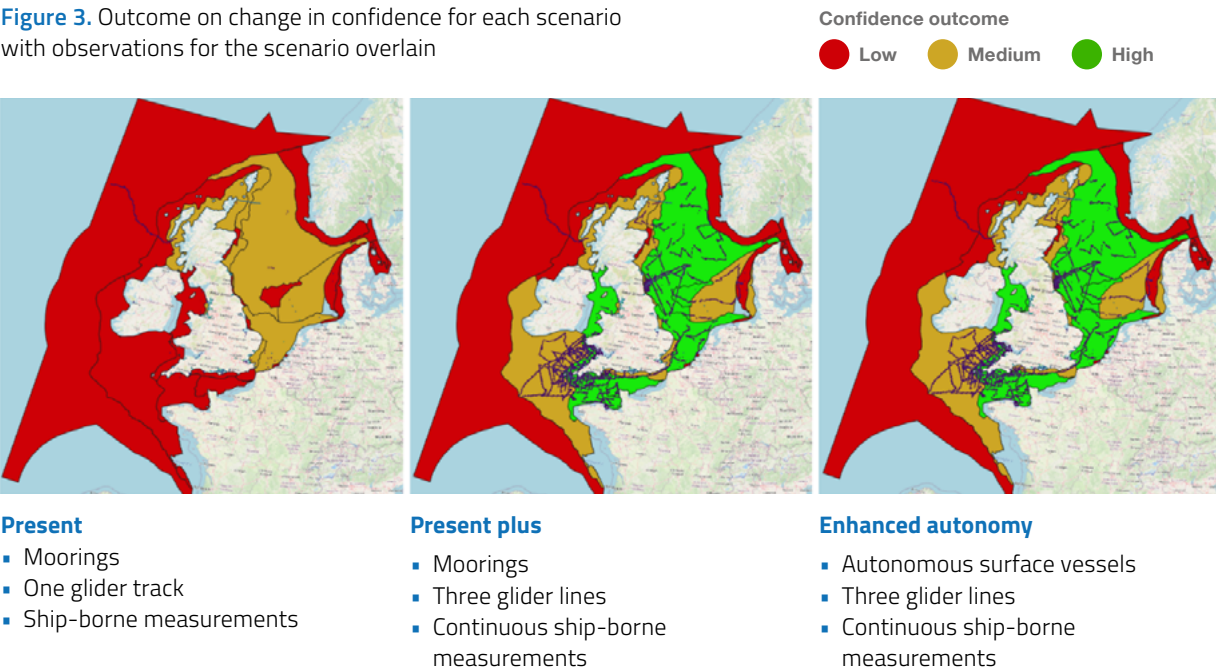 Figure 3. Outcome on change in confidence for each scenario
with observations for the scenario overlain
Confidence outcome
Low
Medium
High
Present
▪ Moorings
▪ One glider track
▪ Ship-borne measurements
Present plus
▪ Moorings
▪ Three glider lines
▪ Continuous ship-borne
measurements
Enhanced autonomy
▪ Autonomous surface vessels
▪ Three glider lines
▪ Continuous ship-borne
measurements